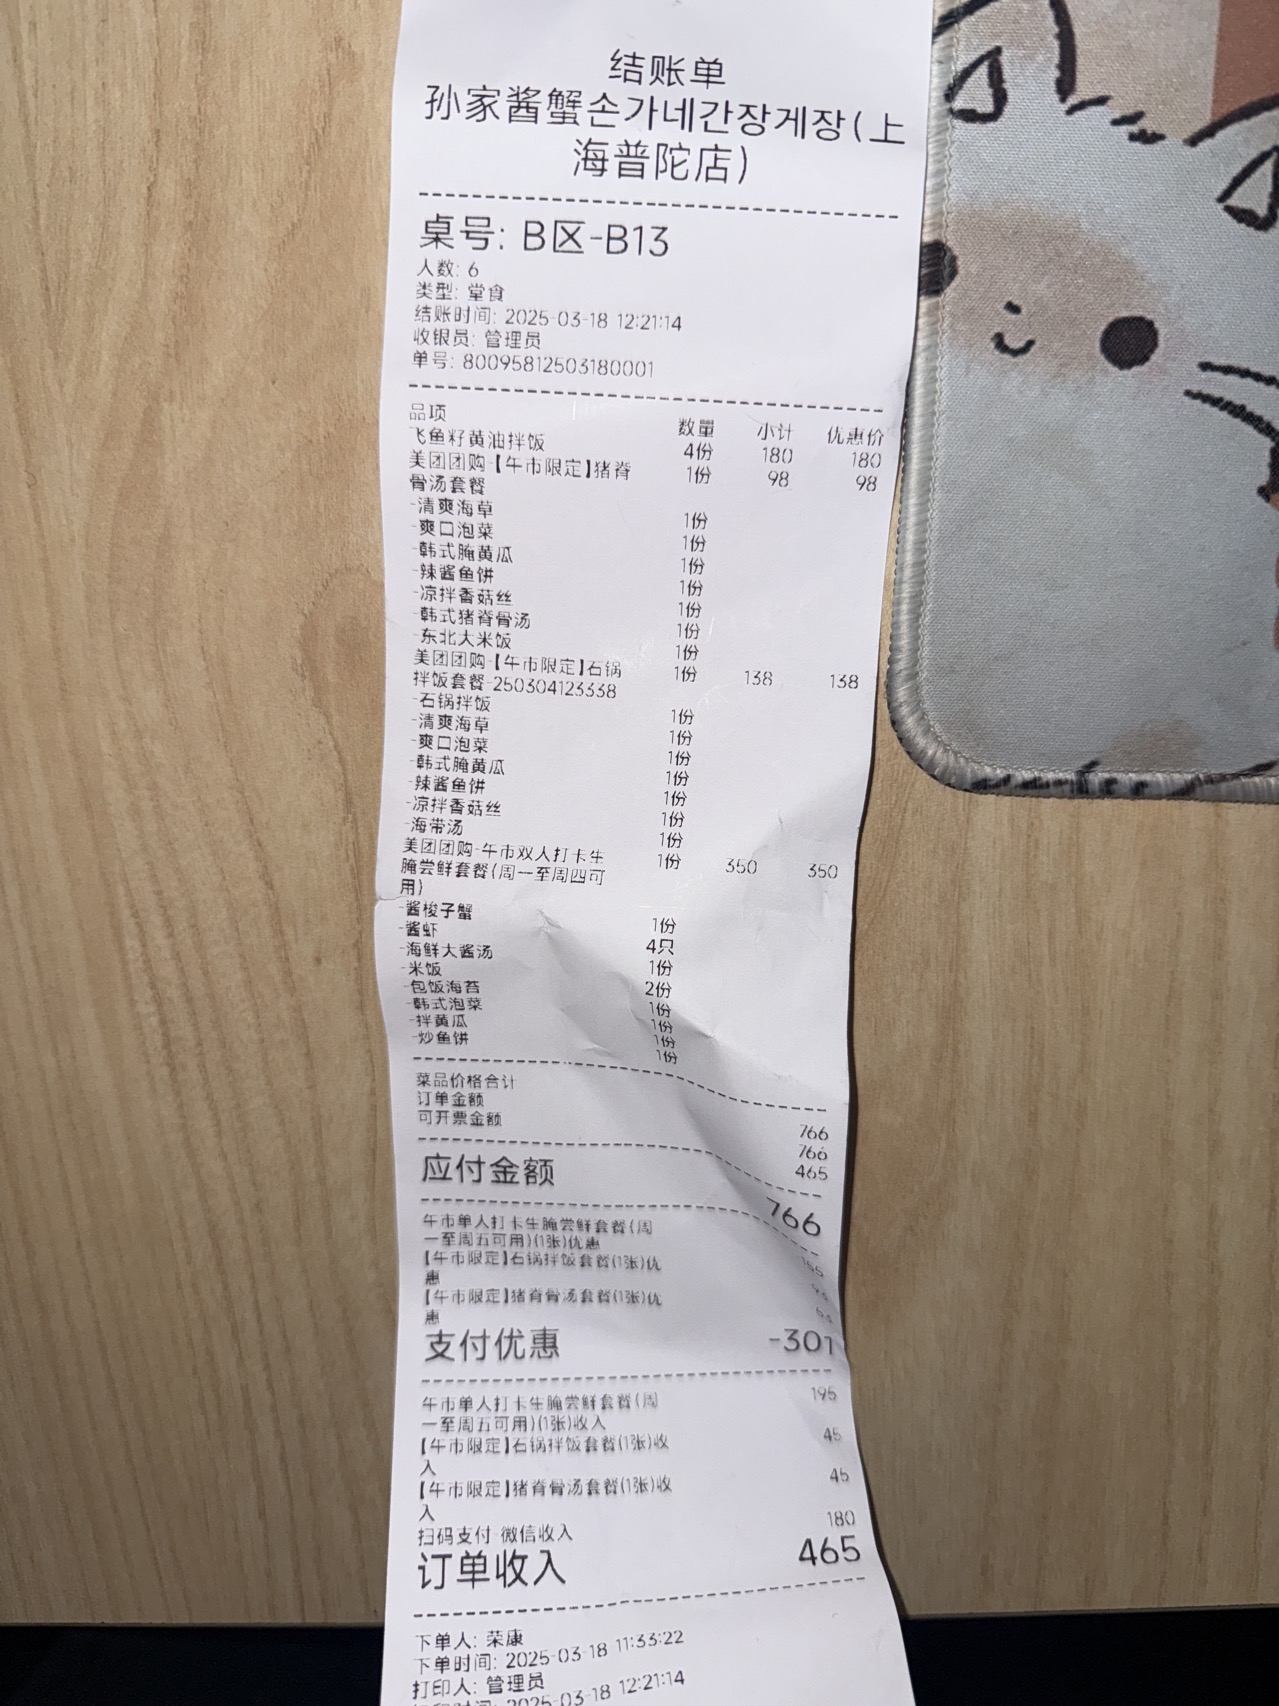 结账单
孙家酱蟹손가네간장게장(上
海普陀店)
桌号: B区-B13
人数: 6
类型: 堂食
结账时间: 2025-03-18 12:21:14
收银员: 管理员
单号: 80095812503180001
品项 数量 小计 优惠价
飞鱼籽黄油拌饭 4份 180 180
美团团购-【午市限定】猪脊 1份 98 98
骨汤套餐
-清爽海草 1份
-爽口泡菜 1份
-韩式腌黄瓜 1份
-辣酱鱼饼 1份
-凉拌香菇丝 1份
-韩式猪脊骨汤 1份
-东北大米饭 1份
美团团购-【午市限定】石锅 1份 138 138
拌饭套餐-250304123338
-石锅拌饭 1份
-清爽海草 1份
-爽口泡菜 1份
-韩式腌黄瓜 1份
-辣酱鱼饼 1份
-凉拌香菇丝 1份
-海带汤 1份
美团团购-午市双人打卡生 1份 350 350
腌尝鲜套餐(周一至周四可
用)
-酱梭子蟹 1份
-酱虾 4只
-海鲜大酱汤 1份
-米饭 2份
-包饭海苔 1份
-韩式泡菜 1份
-拌黄瓜 1份
-炒鱼饼 1份
菜品价格合计 766
订单金额 766
可开票金额 465
应付金额 766
午市单人打卡生腌尝鲜套餐(周
一至周五可用)(1张)优惠
【午市限定】石锅拌饭套餐(1张)优
惠
【午市限定】猪脊骨汤套餐(1张)优
惠
支付优惠 -301
午市单人打卡生腌尝鲜套餐(周 195
一至周五可用)(1张)收入
【午市限定】石锅拌饭套餐(1张)收 45
入
【午市限定】猪脊骨汤套餐(1张)收 45
入
扫码支付-微信收入 180
订单收入 465
下单人: 荣康
下单时间: 2025-03-18 11:33:22
打印人: 管理员
打印时间: 2025-03-18 12:21:14